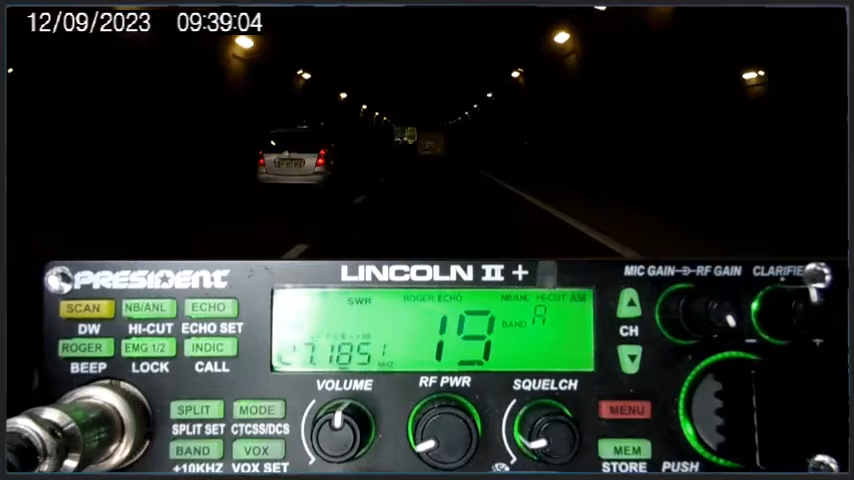 12/09/2023 09:39:04
PRESIDENT LINCOLN II + MIC GAIN RF GAIN CLARIFIE
SCAN NB/ANL ECHO
DW HI-CUT ECHO SET
ROGER EMG 1/2 INDIC
BEEP LOCK CALL
SWR ROGER ECHO NB/ANL HI-CUT AM
19 BAND A
27.1851 MHZ
CH
VOLUME RF PWR SQUELCH
SPLIT MODE
SPLIT SET CTCSS/DCS
BAND VOX
+10KHZ VOX SET
MENU
MEM
STORE PUSH
- +